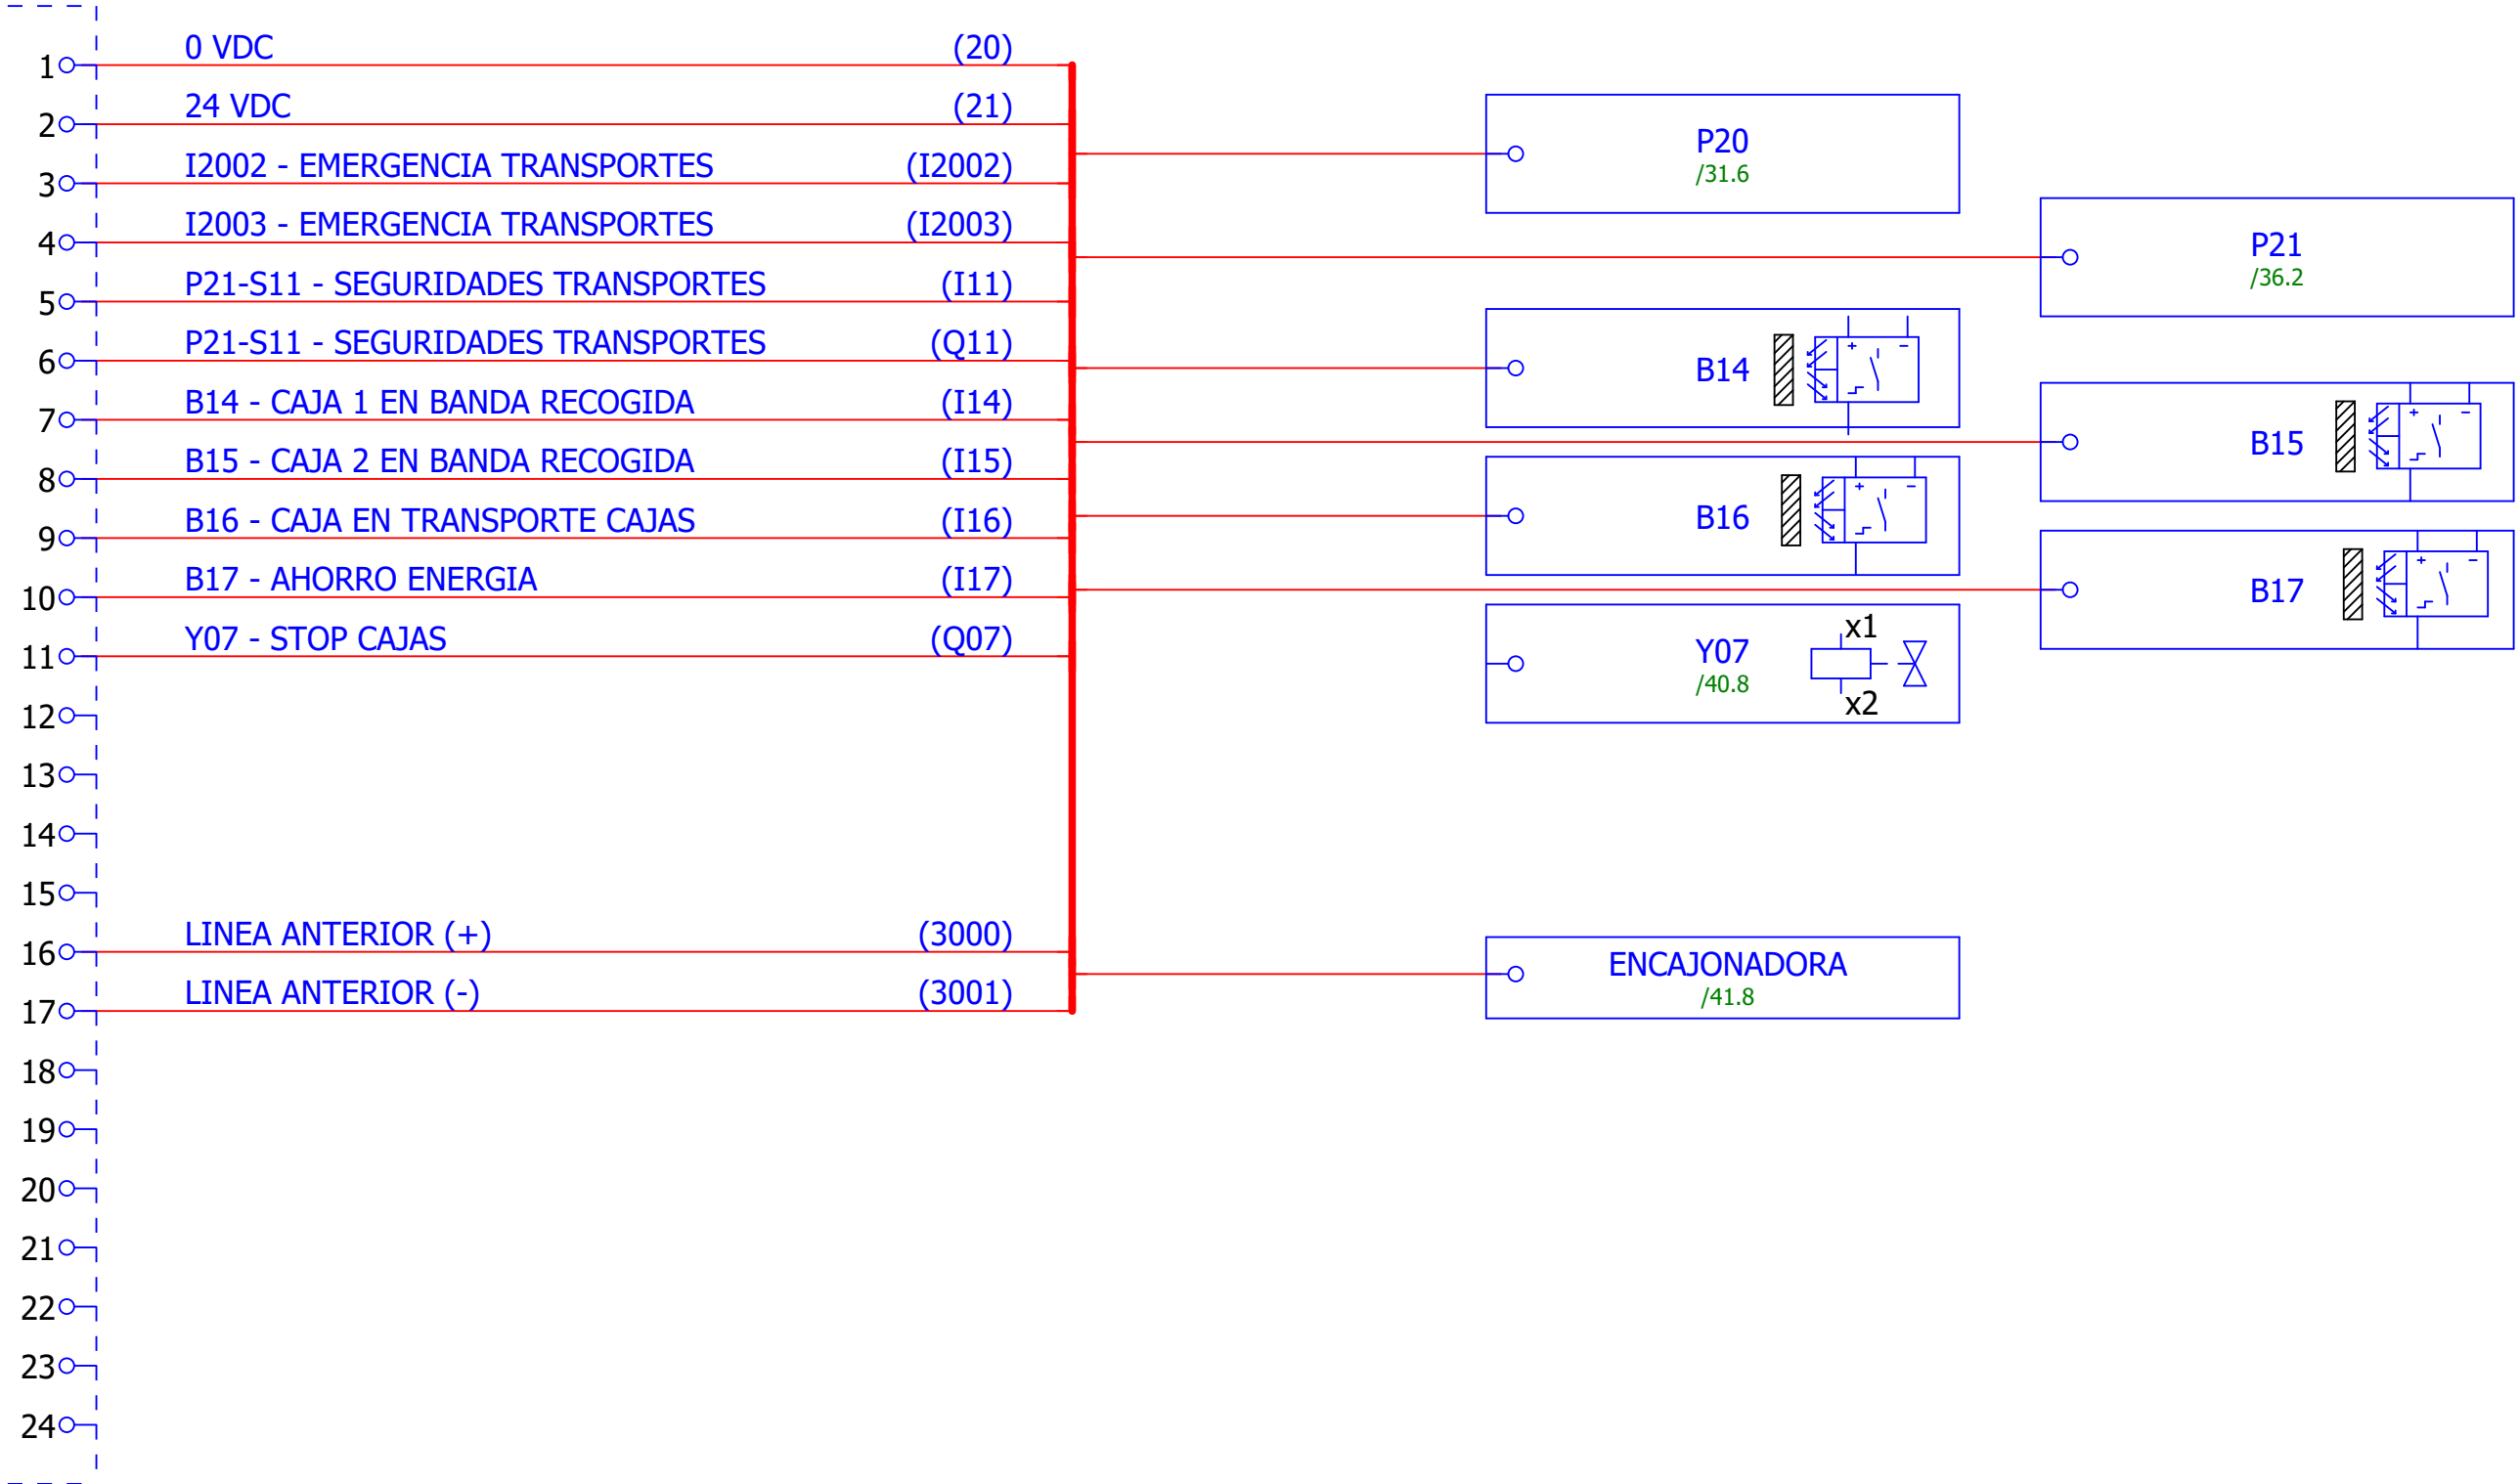 1 0 VDC (20)
2 24 VDC (21)
3 I2002 - EMERGENCIA TRANSPORTES (I2002)
4 I2003 - EMERGENCIA TRANSPORTES (I2003)
5 P21-S11 - SEGURIDADES TRANSPORTES (I11)
6 P21-S11 - SEGURIDADES TRANSPORTES (Q11)
7 B14 - CAJA 1 EN BANDA RECOGIDA (I14)
8 B15 - CAJA 2 EN BANDA RECOGIDA (I15)
9 B16 - CAJA EN TRANSPORTE CAJAS (I16)
10 B17 - AHORRO ENERGIA (I17)
11 Y07 - STOP CAJAS (Q07)
12
13
14
15
16 LINEA ANTERIOR (+) (3000)
17 LINEA ANTERIOR (-) (3001)
18
19
20
21
22
23
24
P20
/31.6
P21
/36.2
B14 + -
B15 + -
B16 + -
B17 + -
x1
Y07
/40.8
x2
ENCAJONADORA
/41.8